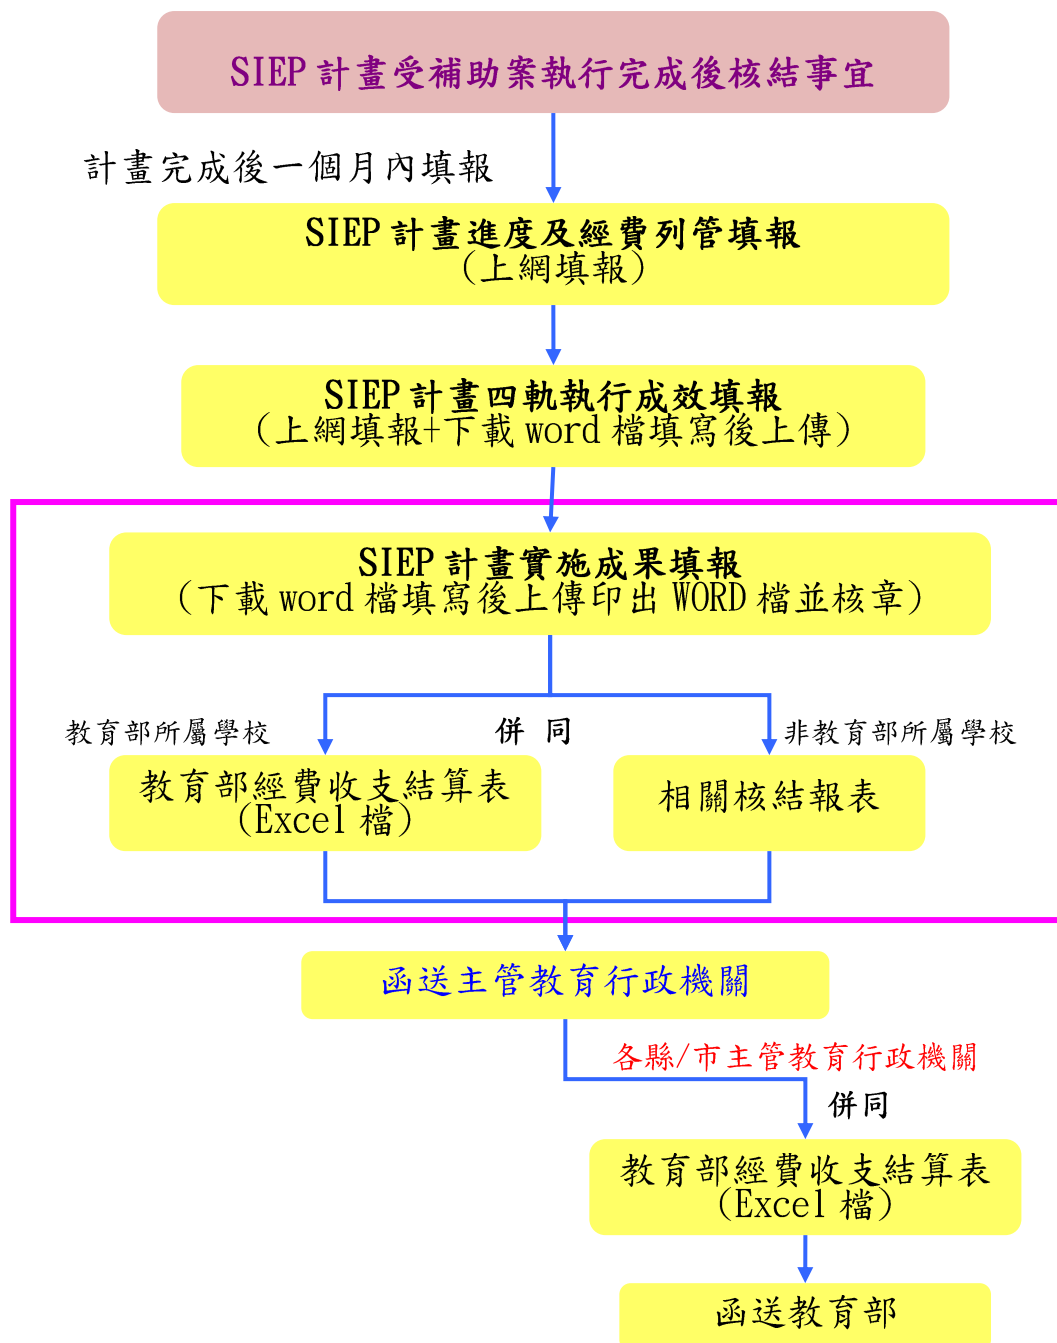 SIEP 計畫受補助案執行完成後核結事宜
計畫完成後一個月內填報
SIEP 計畫進度及經費列管填報
(上網填報)
SIEP 計畫四軌執行成效填報
(上網填報+下載 word 檔填寫後上傳)
SIEP 計畫實施成果填報
(下載 word 檔填寫後上傳印出 WORD 檔並核章)
教育部所屬學校
併 同
非教育部所屬學校
教育部經費收支結算表
(Excel 檔)
相關核結報表
函送主管教育行政機關
各縣/市主管教育行政機關
併同
教育部經費收支結算表
(Excel 檔)
函送教育部